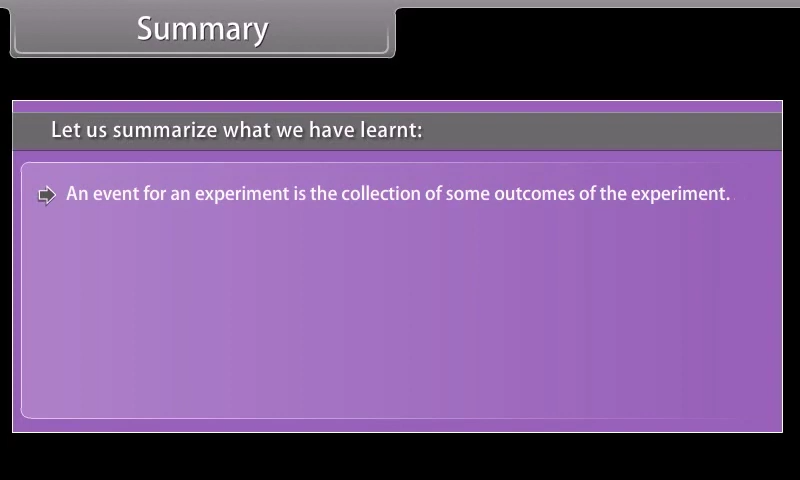 Summary
Let us summarize what we have learnt:
An event for an experiment is the collection of some outcomes of the experiment.